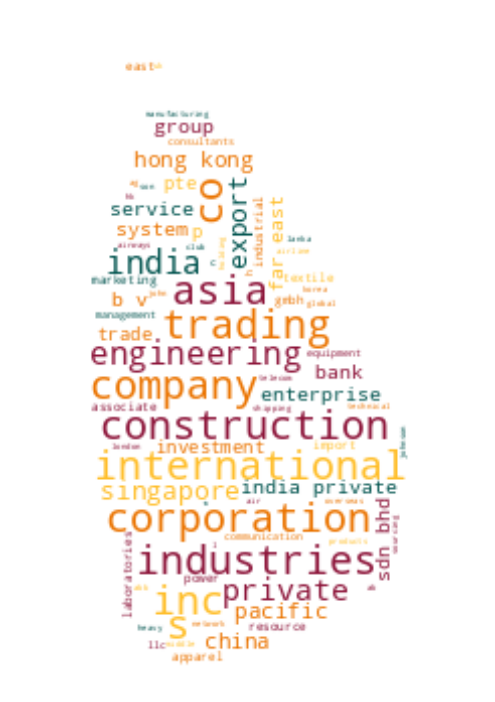 east
manufacturing
group
consultants
hong kong
pte
co
service
export
industrial
far east
system
p
lanka
airways
club
india
c
h
marketing
textile
korea
asia
b v
john
gmbh
global
management
trading
trade
engineering
equipment
bank
company
telecom
enterprise
associate
shipping
technical
construction
johnson
london
investment
import
international
singapore
india private
air
overseas
corporation
sdn bhd
sourcing
communication
products
laboratories
industries
power
private
inc
pacific
s
network
resource
heavy
china
llc
apparel